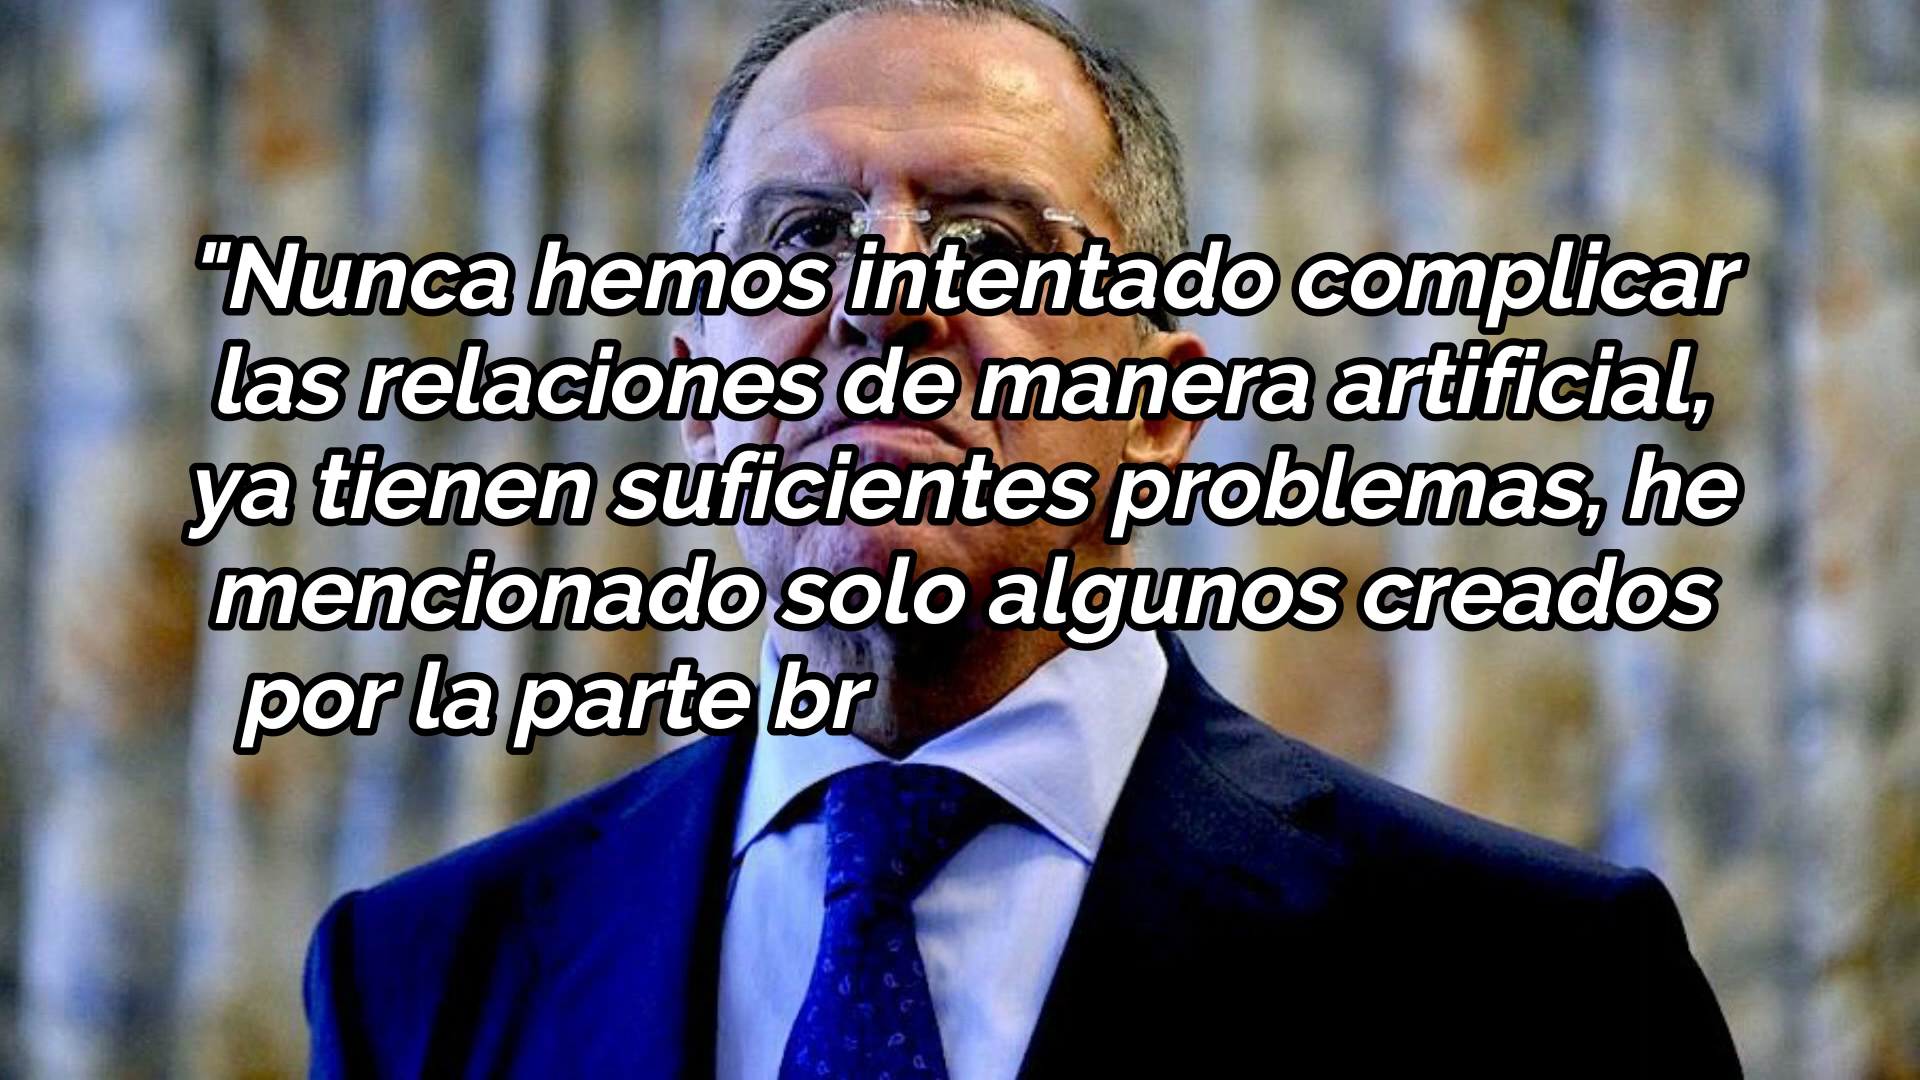 "Nunca hemos intentado complicar
las relaciones de manera artificial,
ya tienen suficientes problemas, he
mencionado solo algunos creados
por la parte br